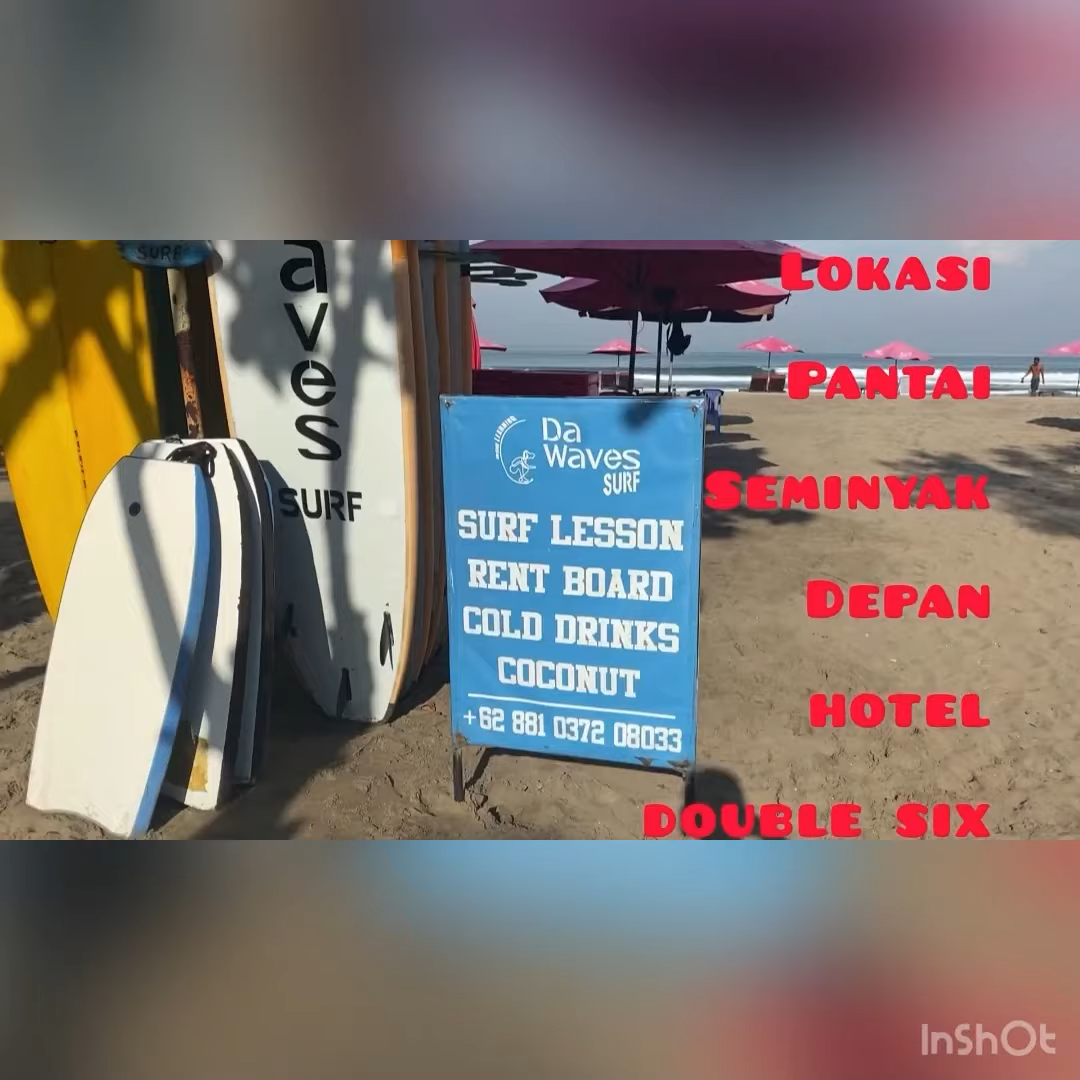 SURF
aves
SURF
Da
Waves
SURF
SURF LESSON
RENT BOARD
COLD DRINKS
COCONUT
+62 881 0372 08033
LOKASI
PANTAI
SEMINYAK
DEPAN
HOTEL
DOUBLE SIX
InShOt